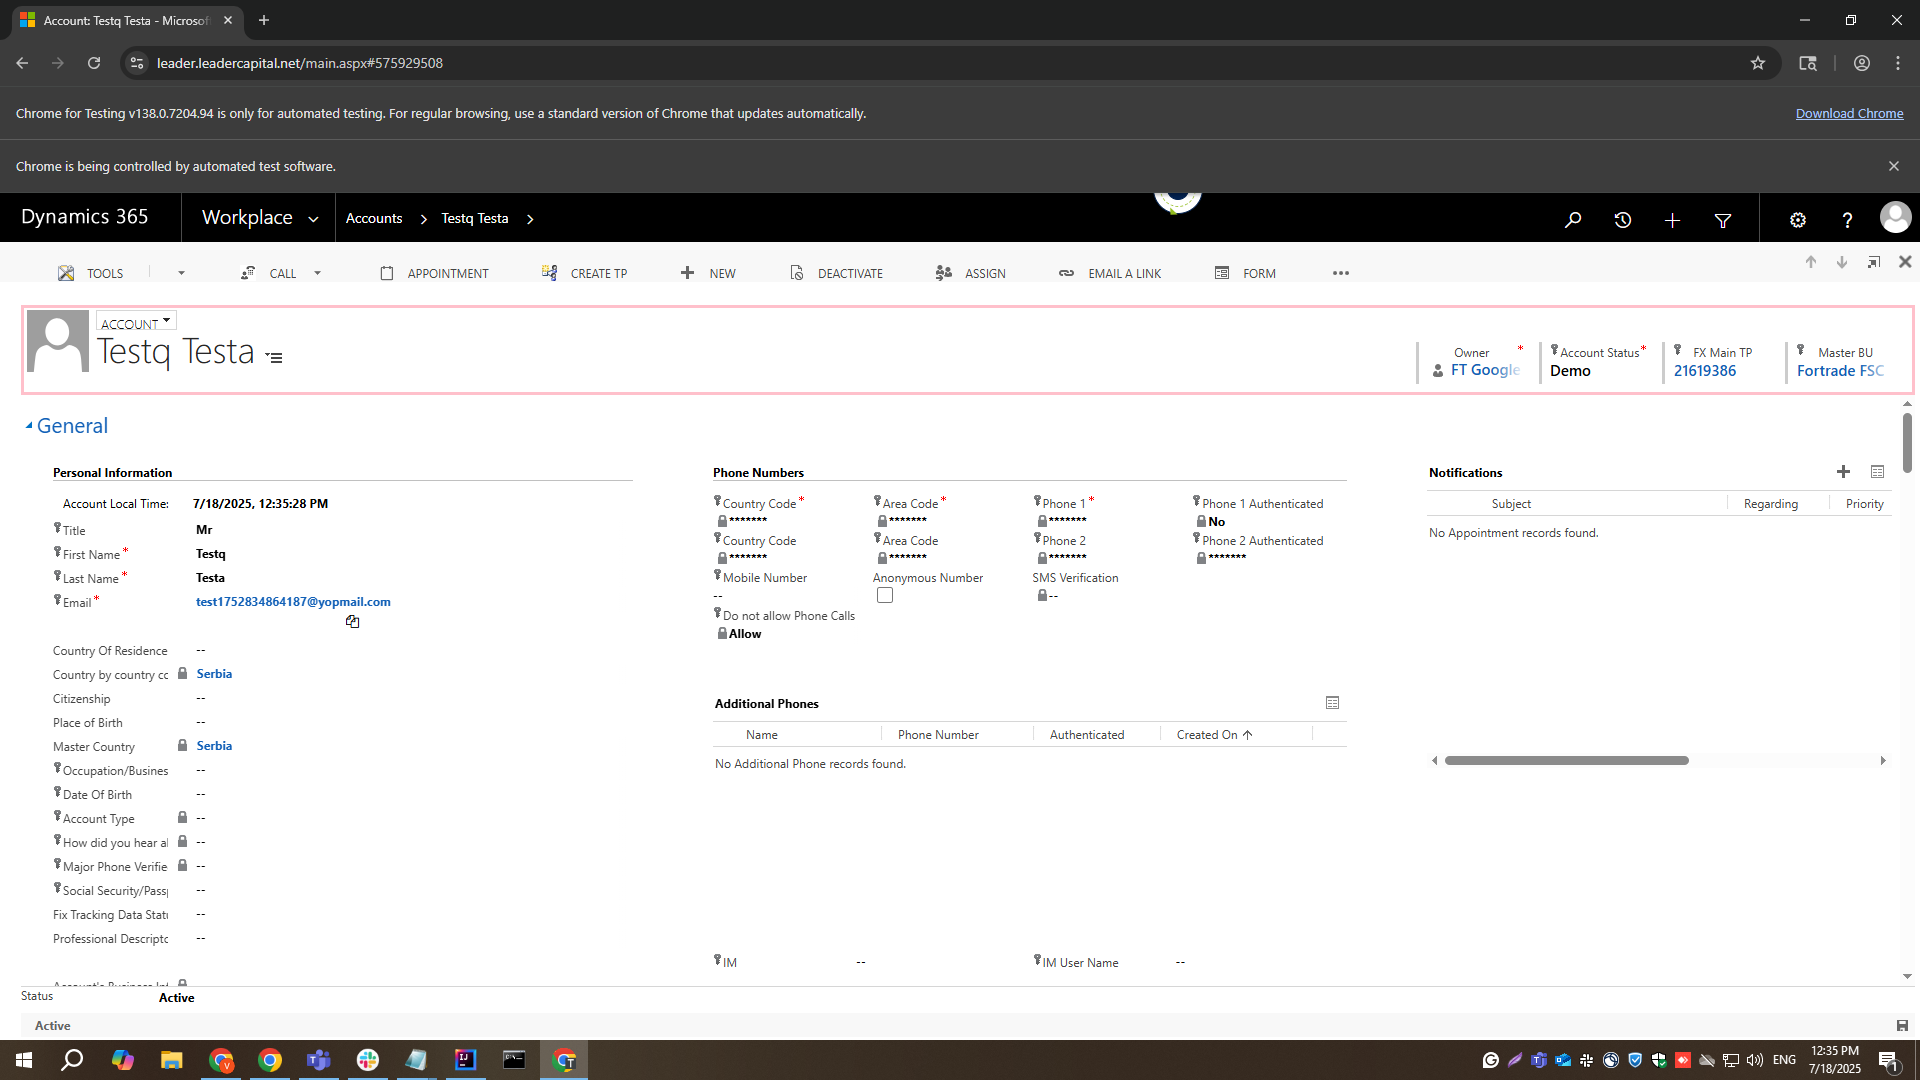 Account: Testq Testa - Microsof
leader.leadercapital.net/main.aspx#575929508
Chrome for Testing v138.0.7204.94 is only for automated testing. For regular browsing, use a standard version of Chrome that updates automatically.
Download Chrome
Chrome is being controlled by automated test software.
Dynamics 365
Workplace
Accounts
Testq Testa
TOOLS
CALL
APPOINTMENT
CREATE TP
NEW
DEACTIVATE
ASSIGN
EMAIL A LINK
FORM
ACCOUNT
Testq Testa
Owner *
FT Google
Account Status *
Demo
FX Main TP
21619386
Master BU
Fortrade FSC
General
Personal Information
Account Local Time: 7/18/2025, 12:35:28 PM
Title Mr
First Name * Testq
Last Name * Testa
Email * test1752834864187@yopmail.com
Country Of Residence --
Country by country cc Serbia
Citizenship --
Place of Birth --
Master Country Serbia
Occupation/Busines --
Date Of Birth --
Account Type --
How did you hear a --
Major Phone Verifie --
Social Security/Pass --
Fix Tracking Data Stat --
Professional Descripto --
Phone Numbers
Country Code * Area Code * Phone 1 * Phone 1 Authenticated
******* ******* ******* No
Country Code Area Code Phone 2 Phone 2 Authenticated
******* ******* ******* *******
Mobile Number Anonymous Number SMS Verification
-- --
Do not allow Phone Calls
Allow
Additional Phones
Name Phone Number Authenticated Created On
No Additional Phone records found.
IM -- IM User Name --
Notifications
Subject Regarding Priority
No Appointment records found.
Status Active
Active
ENG
12:35 PM
7/18/2025
1